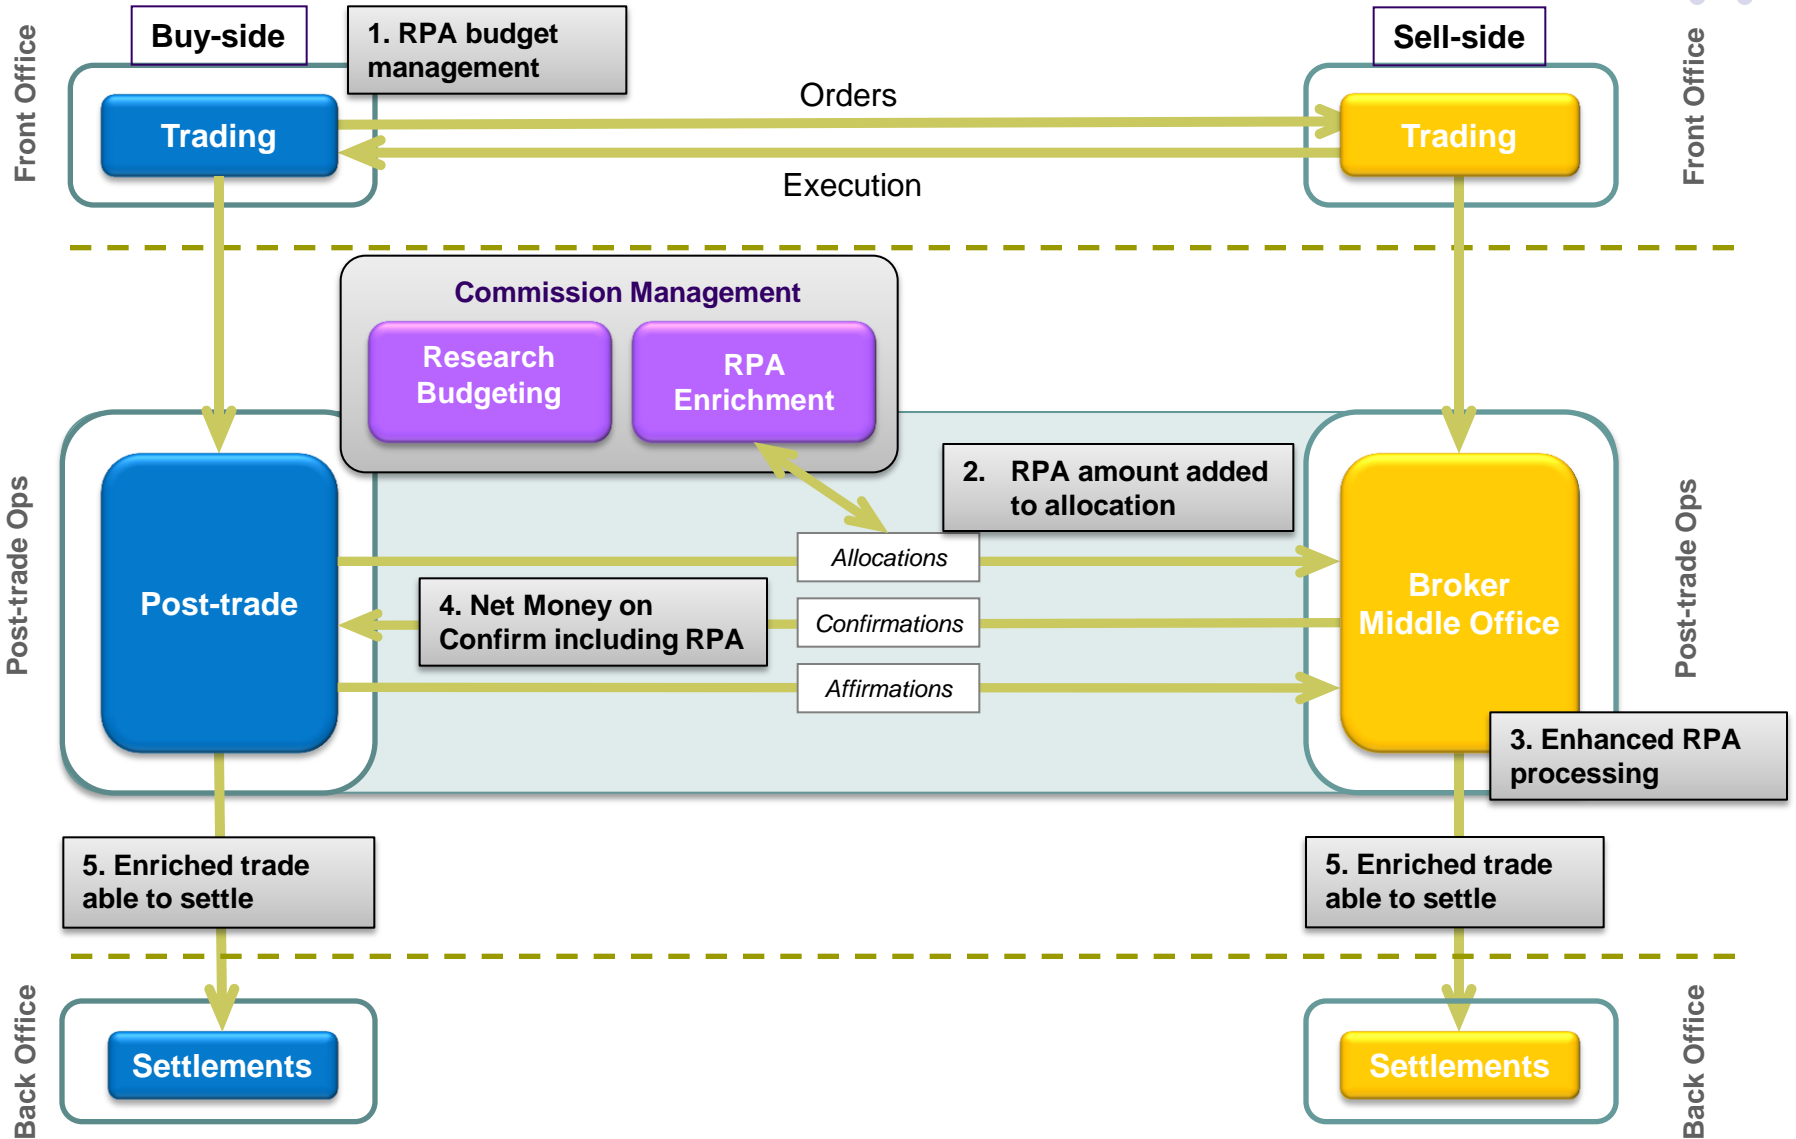 Buy-side
1. RPA budget
management
Sell-side
Front Office
Front Office
Orders
Trading
Trading
Execution
Commission Management
Research
Budgeting
RPA
Enrichment
2. RPA amount added
to allocation
Post-trade Ops
Post-trade Ops
Allocations
Post-trade
4. Net Money on
Confirm including RPA
Confirmations
Broker
Middle Office
Affirmations
3. Enhanced RPA
processing
5. Enriched trade
able to settle
5. Enriched trade
able to settle
Back Office
Back Office
Settlements
Settlements